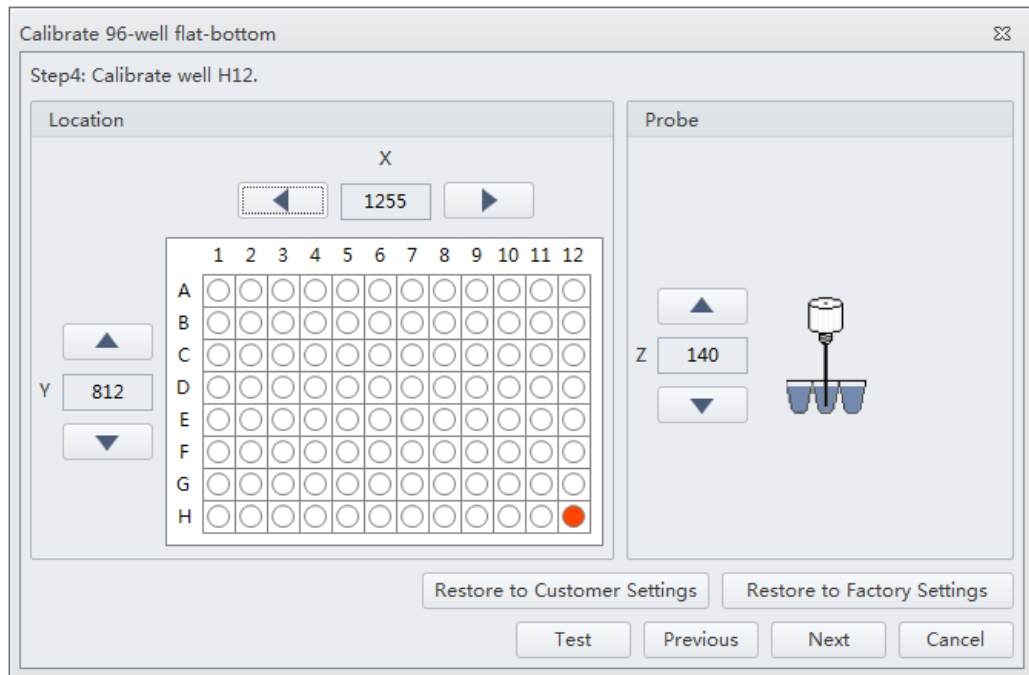 Calibrate 96-well flat-bottom
Step4: Calibrate well H12.
Location
X
1255
1 2 3 4 5 6 7 8 9 10 11 12
A
B
C
D
E
F
G
H
Y 812
Probe
Z 140
Restore to Customer Settings Restore to Factory Settings
Test Previous Next Cancel